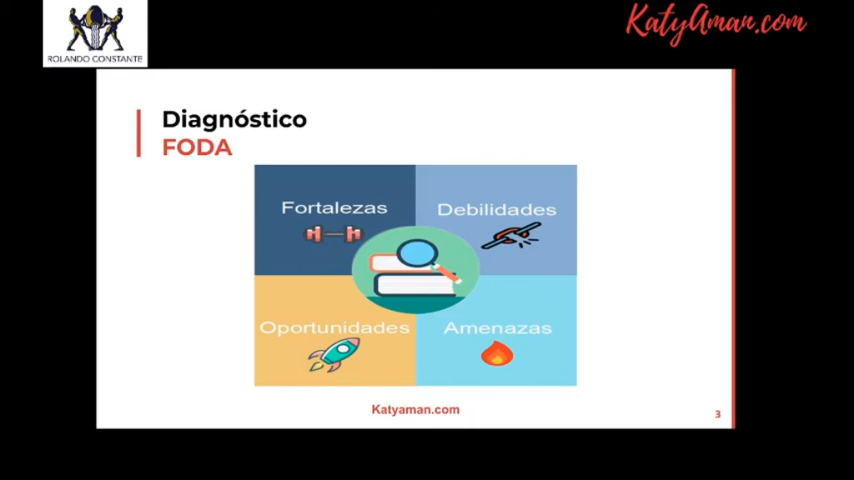 ROLANDO CONSTANTE
KatyAman.com
Diagnóstico
FODA
Fortalezas
Debilidades
Oportunidades
Amenazas
Katyaman.com
3